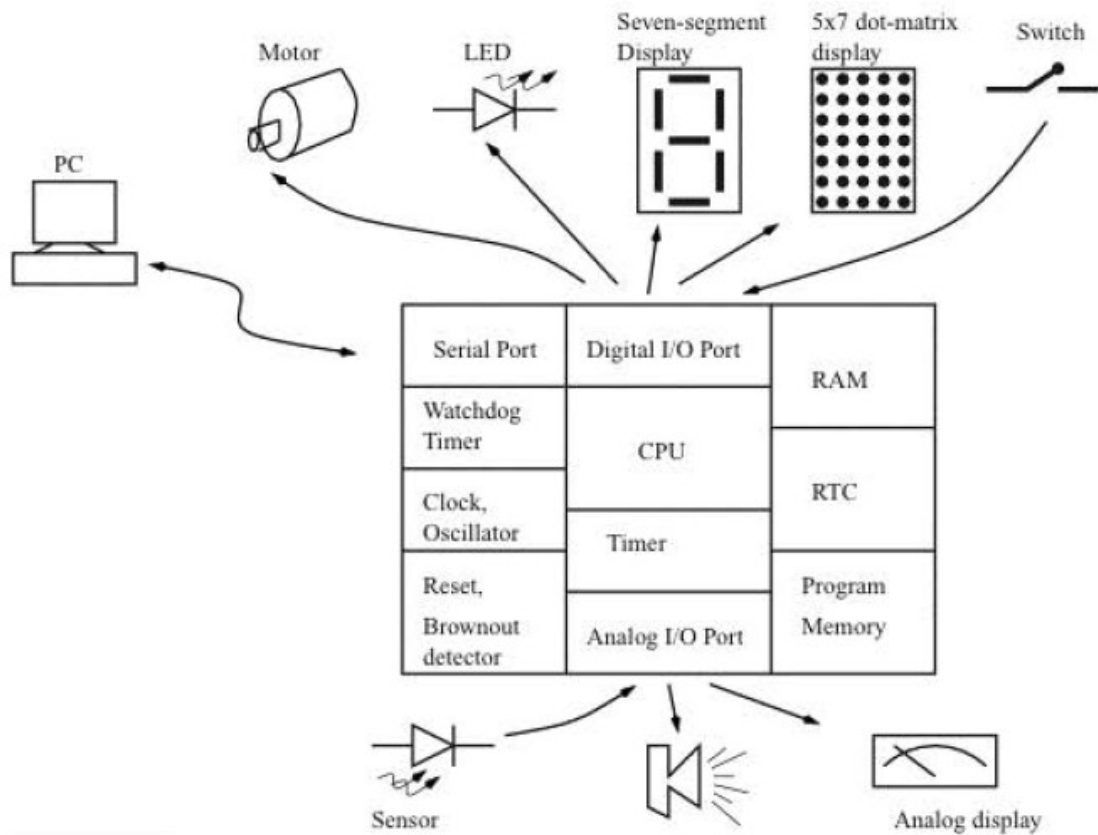 Seven-segment
Display
5x7 dot-matrix
display
Switch
Motor
LED
PC
Serial Port
Digital I/O Port
RAM
Watchdog
Timer
CPU
RTC
Clock,
Oscillator
Timer
Reset,
Brownout
detector
Analog I/O Port
Program
Memory
Sensor
Analog display